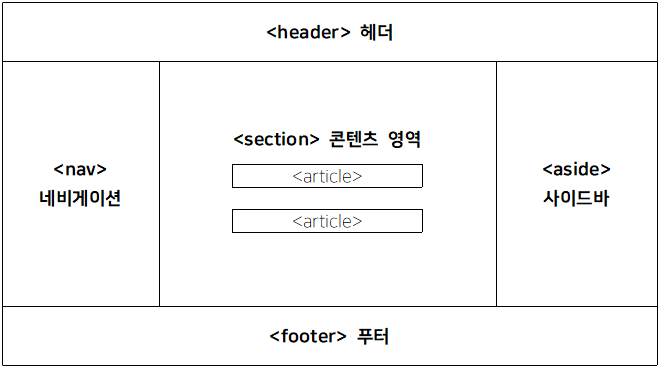 <header> 헤더
<nav>
네비게이션
<section> 콘텐츠 영역
<article>
<article>
<aside>
사이드바
<footer> 푸터